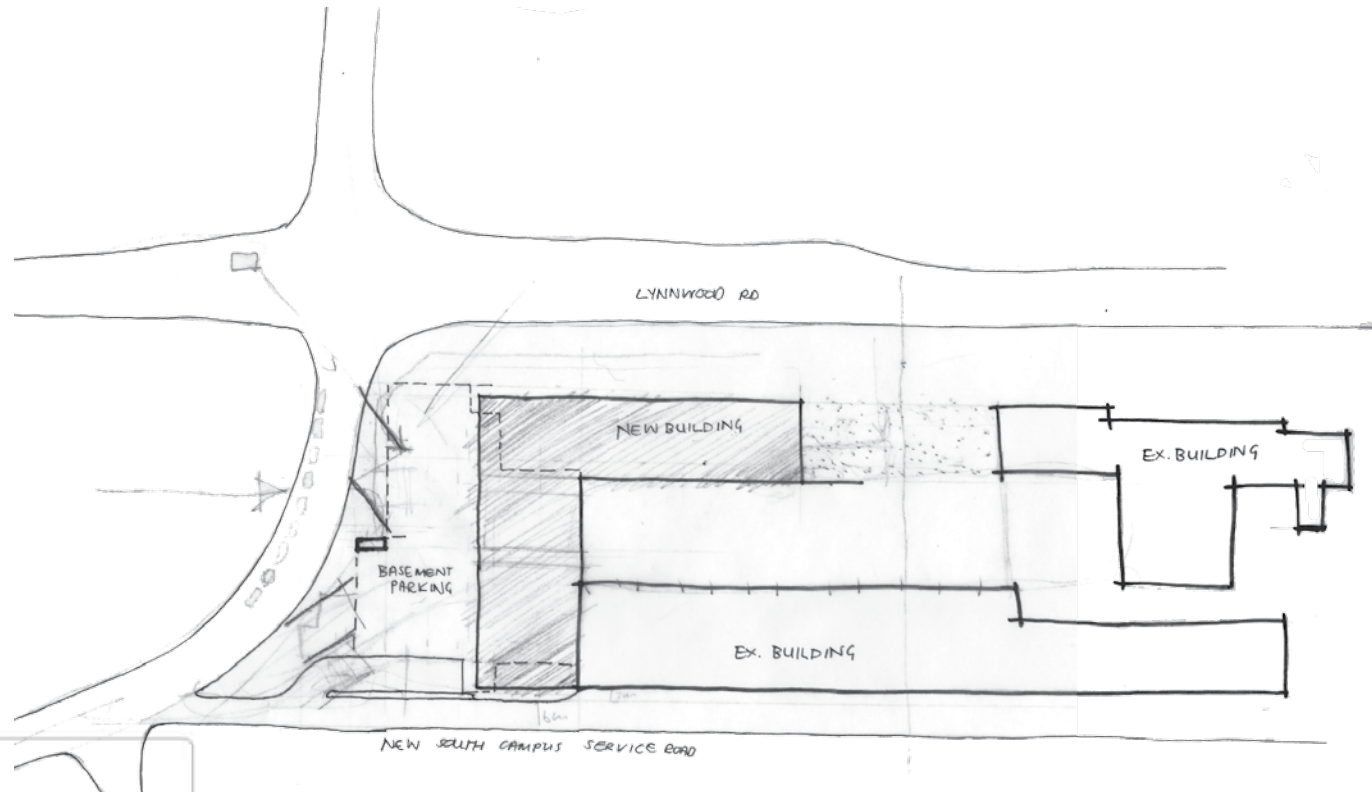 LYNNWOOD RD
NEW BUILDING
EX. BUILDING
BASEMENT
PARKING
EX. BUILDING
NEW SOUTH CAMPUS SERVICE ROAD